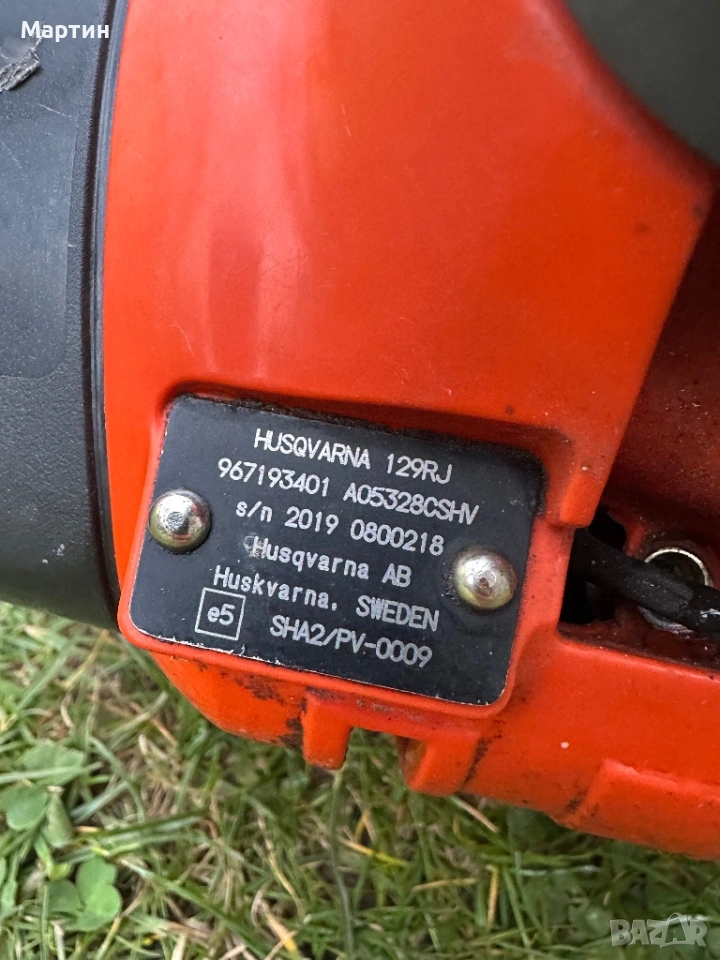 Мартин
HUSQVARNA 129RJ
967193401 A05328CSHV
s/n 2019 0800218
Husqvarna AB
Huskvarna, SWEDEN
e5 SHA2/PV-0009
BAZAR